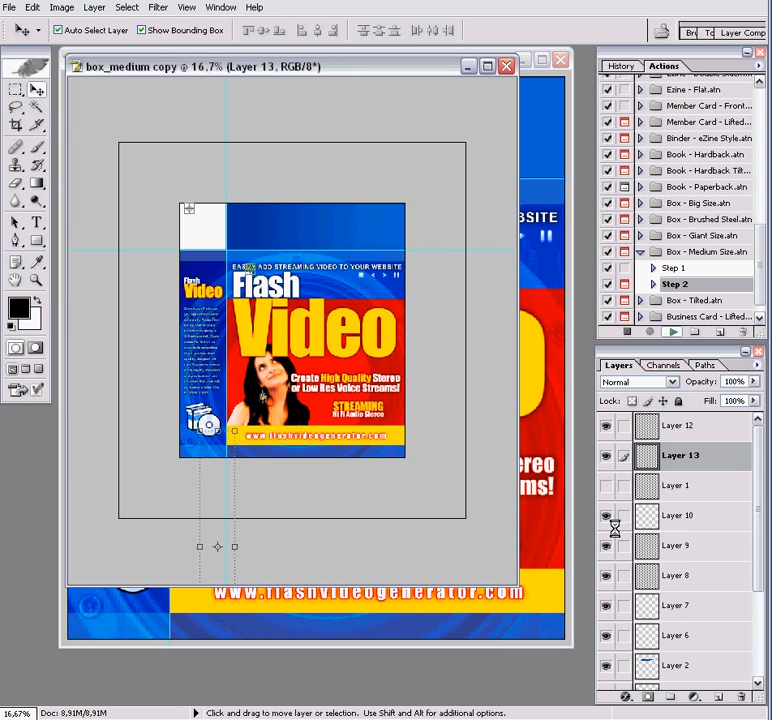 File Edit Image Layer Select Filter View Window Help
Auto Select Layer Show Bounding Box
Layer Comp
box_medium copy @ 16,7% (Layer 13, RGB/8*)
EASILY ADD STREAMING VIDEO TO YOUR WEBSITE
Flash
Video
Flash
Video
Create High Quality Stereo
or Low Res Voice Streams!
STREAMING
Hi Fi Audio Stereo
www.flashvideogenerator.com
BSITE
ereo
ms!
www.flashvideogenerator.com
History Actions
Ezine - Flat.atn
Member Card - Front...
Member Card - Lifted...
Binder - eZine Style.atn
Book - Hardback.atn
Book - Hardback Tilt...
Book - Paperback.atn
Box - Big Size.atn
Box - Brushed Steel.atn
Box - Giant Size.atn
Box - Medium Size.atn
Step 1
Step 2
Box - Tilted.atn
Business Card - Lifted...
Layers Channels Paths
Normal Opacity: 100%
Lock: Fill: 100%
Layer 12
Layer 13
Layer 1
Layer 10
Layer 9
Layer 8
Layer 7
Layer 6
Layer 2
16,67% Doc: 8,91M/8,91M Click and drag to move layer or selection. Use Shift and Alt for additional options.